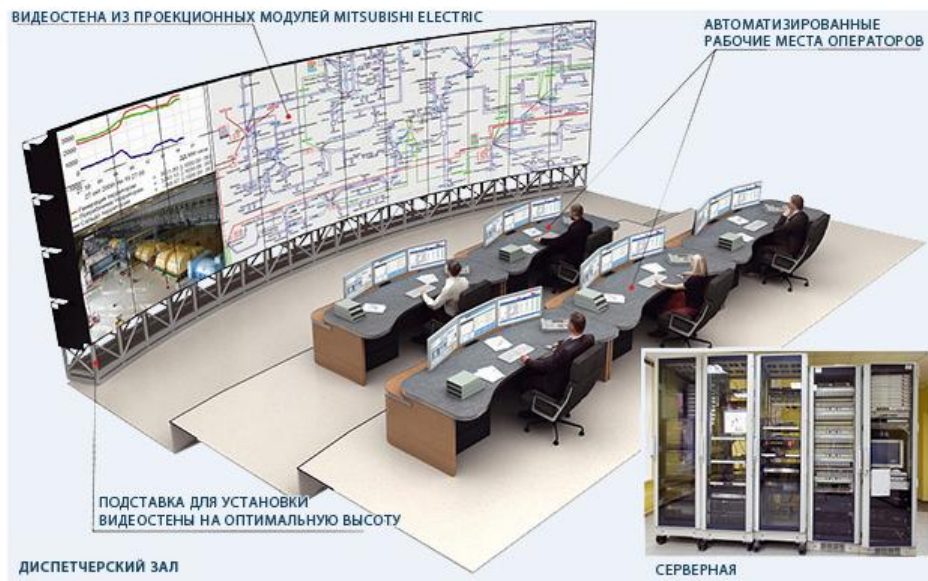 ВИДЕОСТЕНА ИЗ ПРОЕКЦИОННЫХ МОДУЛЕЙ MITSUBISHI ELECTRIC
АВТОМАТИЗИРОВАННЫЕ
РАБОЧИЕ МЕСТА ОПЕРАТОРОВ
ПОДСТАВКА ДЛЯ УСТАНОВКИ
ВИДЕОСТЕНЫ НА ОПТИМАЛЬНУЮ ВЫСОТУ
ДИСПЕТЧЕРСКИЙ ЗАЛ
СЕРВЕРНАЯ